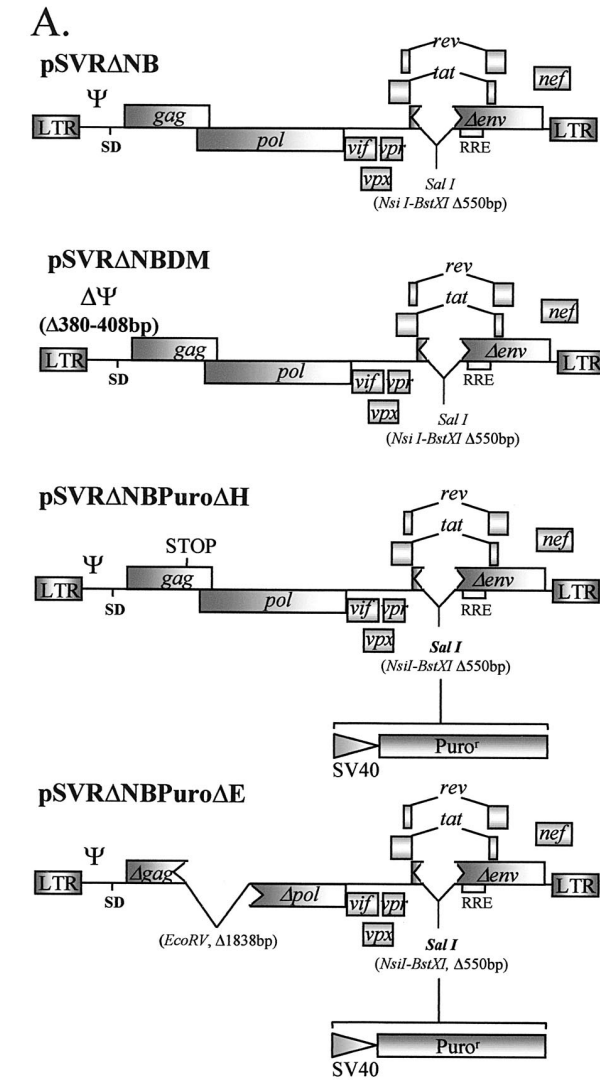 A.
pSVRΔNB
rev
tat
nef
Ψ
LTR
SD
gag
pol
vif
vpr
vpx
Δenv
RRE
LTR
Sal I
(Nsi I-BstXI Δ550bp)
pSVRΔNBDM
ΔΨ
(Δ380-408bp)
rev
tat
nef
LTR
SD
gag
pol
vif
vpr
vpx
Δenv
RRE
LTR
Sal I
(Nsi I-BstXI Δ550bp)
pSVRΔNBPuroΔH
rev
tat
nef
Ψ
STOP
LTR
SD
gag
pol
vif
vpr
vpx
Δenv
RRE
LTR
Sal I
(NsiI-BstXI Δ550bp)
SV40
Puroʳ
pSVRΔNBPuroΔE
rev
tat
nef
Ψ
LTR
SD
Δgag
Δpol
vif
vpr
vpx
Δenv
RRE
LTR
(EcoRV, Δ1838bp)
Sal I
(NsiI-BstXI, Δ550bp)
SV40
Puroʳ